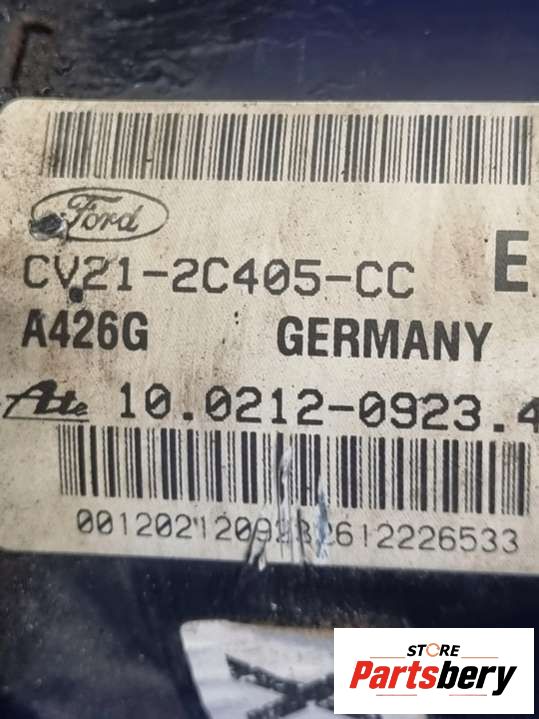 Ford
CV21-2C405-CC E
A426G GERMANY
Ate 10.0212-0923.4
STORE
Partsbery